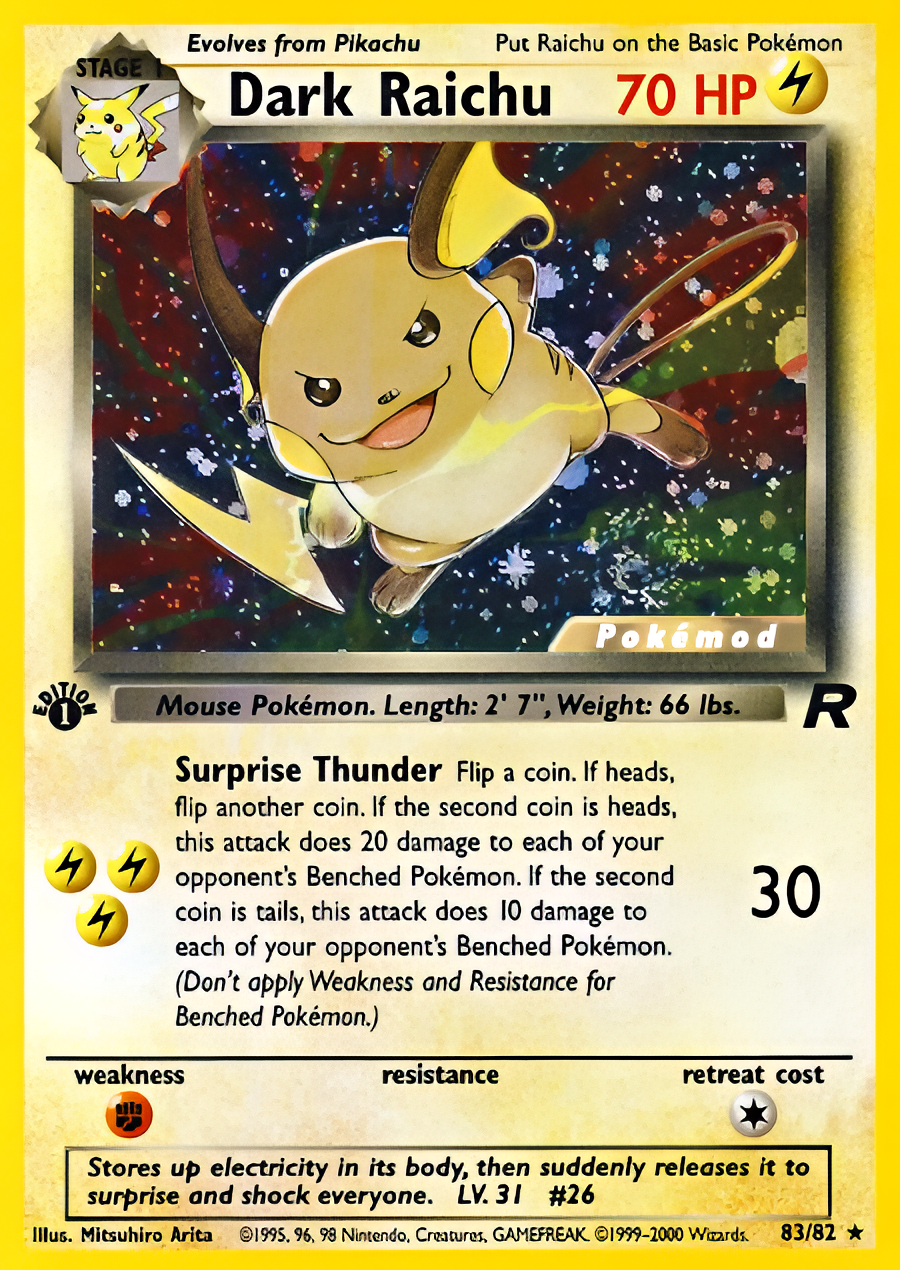 Evolves from Pikachu Put Raichu on the Basic Pokémon
STAGE 1
Dark Raichu 70 HP
Pokémod
EDITION
1
Mouse Pokémon. Length: 2' 7", Weight: 66 lbs.
R
Surprise Thunder Flip a coin. If heads,
flip another coin. If the second coin is heads,
this attack does 20 damage to each of your
opponent's Benched Pokémon. If the second
coin is tails, this attack does 10 damage to
each of your opponent's Benched Pokémon.
(Don't apply Weakness and Resistance for
Benched Pokémon.)
30
weakness resistance retreat cost
Stores up electricity in its body, then suddenly releases it to
surprise and shock everyone. LV. 31 #26
Illus. Mitsuhiro Arita ©1995, 96, 98 Nintendo, Creatures, GAMEFREAK. ©1999-2000 Wizards. 83/82 ★